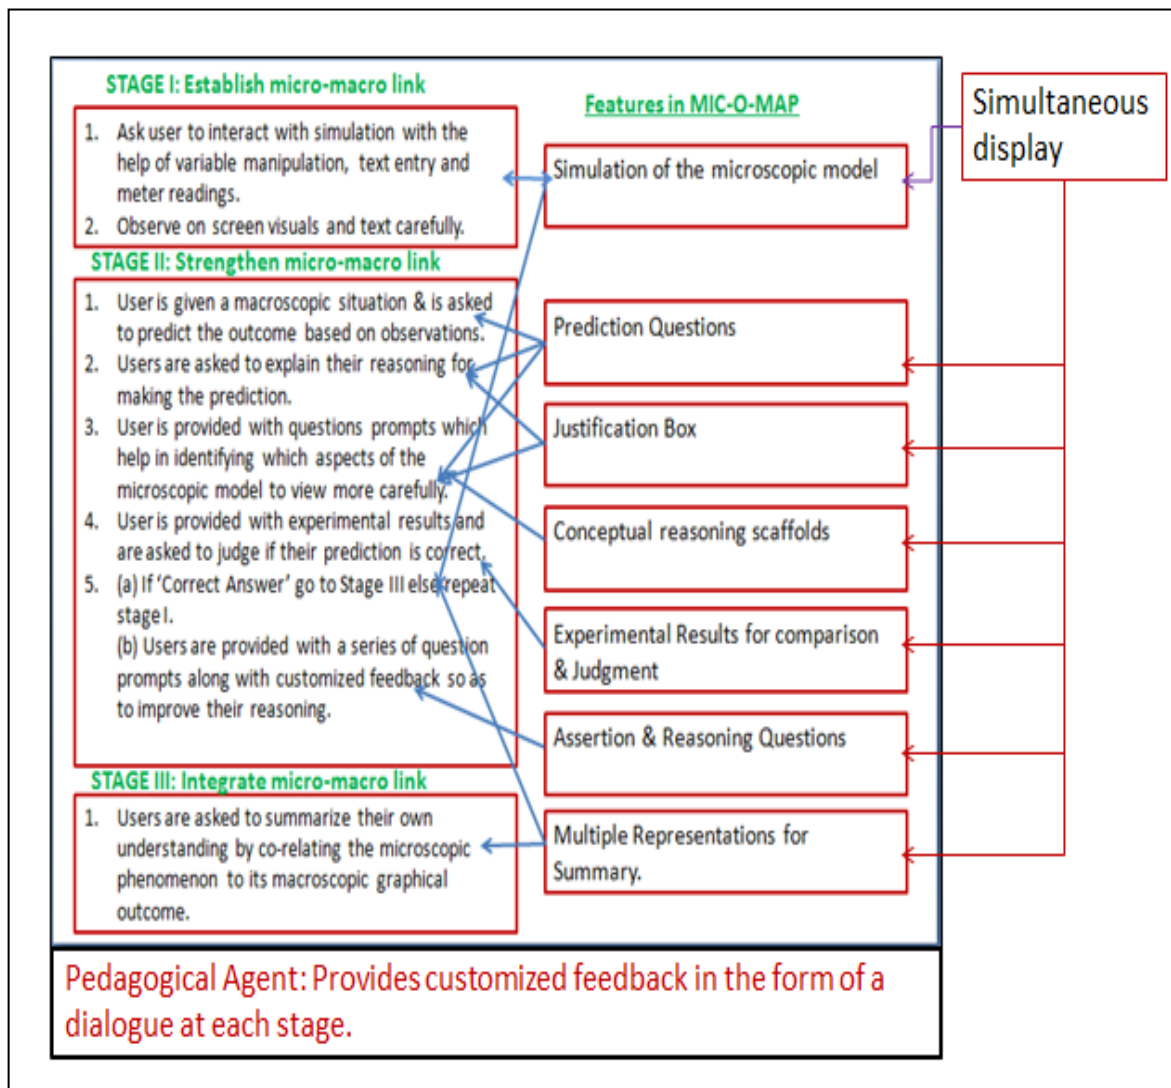 STAGE I: Establish micro-macro link
1. Ask user to interact with simulation with the
help of variable manipulation, text entry and
meter readings.
2. Observe on screen visuals and text carefully.
STAGE II: Strengthen micro-macro link
1. User is given a macroscopic situation & is asked
to predict the outcome based on observations.
2. Users are asked to explain their reasoning for
making the prediction.
3. User is provided with questions prompts which
help in identifying which aspects of the
microscopic model to view more carefully.
4. User is provided with experimental results and
are asked to judge if their prediction is correct.
5. (a) If ‘Correct Answer’ go to Stage III else repeat
stage I.
(b) Users are provided with a series of question
prompts along with customized feedback so as
to improve their reasoning.
STAGE III: Integrate micro-macro link
1. Users are asked to summarize their own
understanding by co-relating the microscopic
phenomenon to its macroscopic graphical
outcome.
Features in MIC-O-MAP
Simulation of the microscopic model
Prediction Questions
Justification Box
Conceptual reasoning scaffolds
Experimental Results for comparison
& Judgment
Assertion & Reasoning Questions
Multiple Representations for
Summary.
Simultaneous
display
Pedagogical Agent: Provides customized feedback in the form of a
dialogue at each stage.